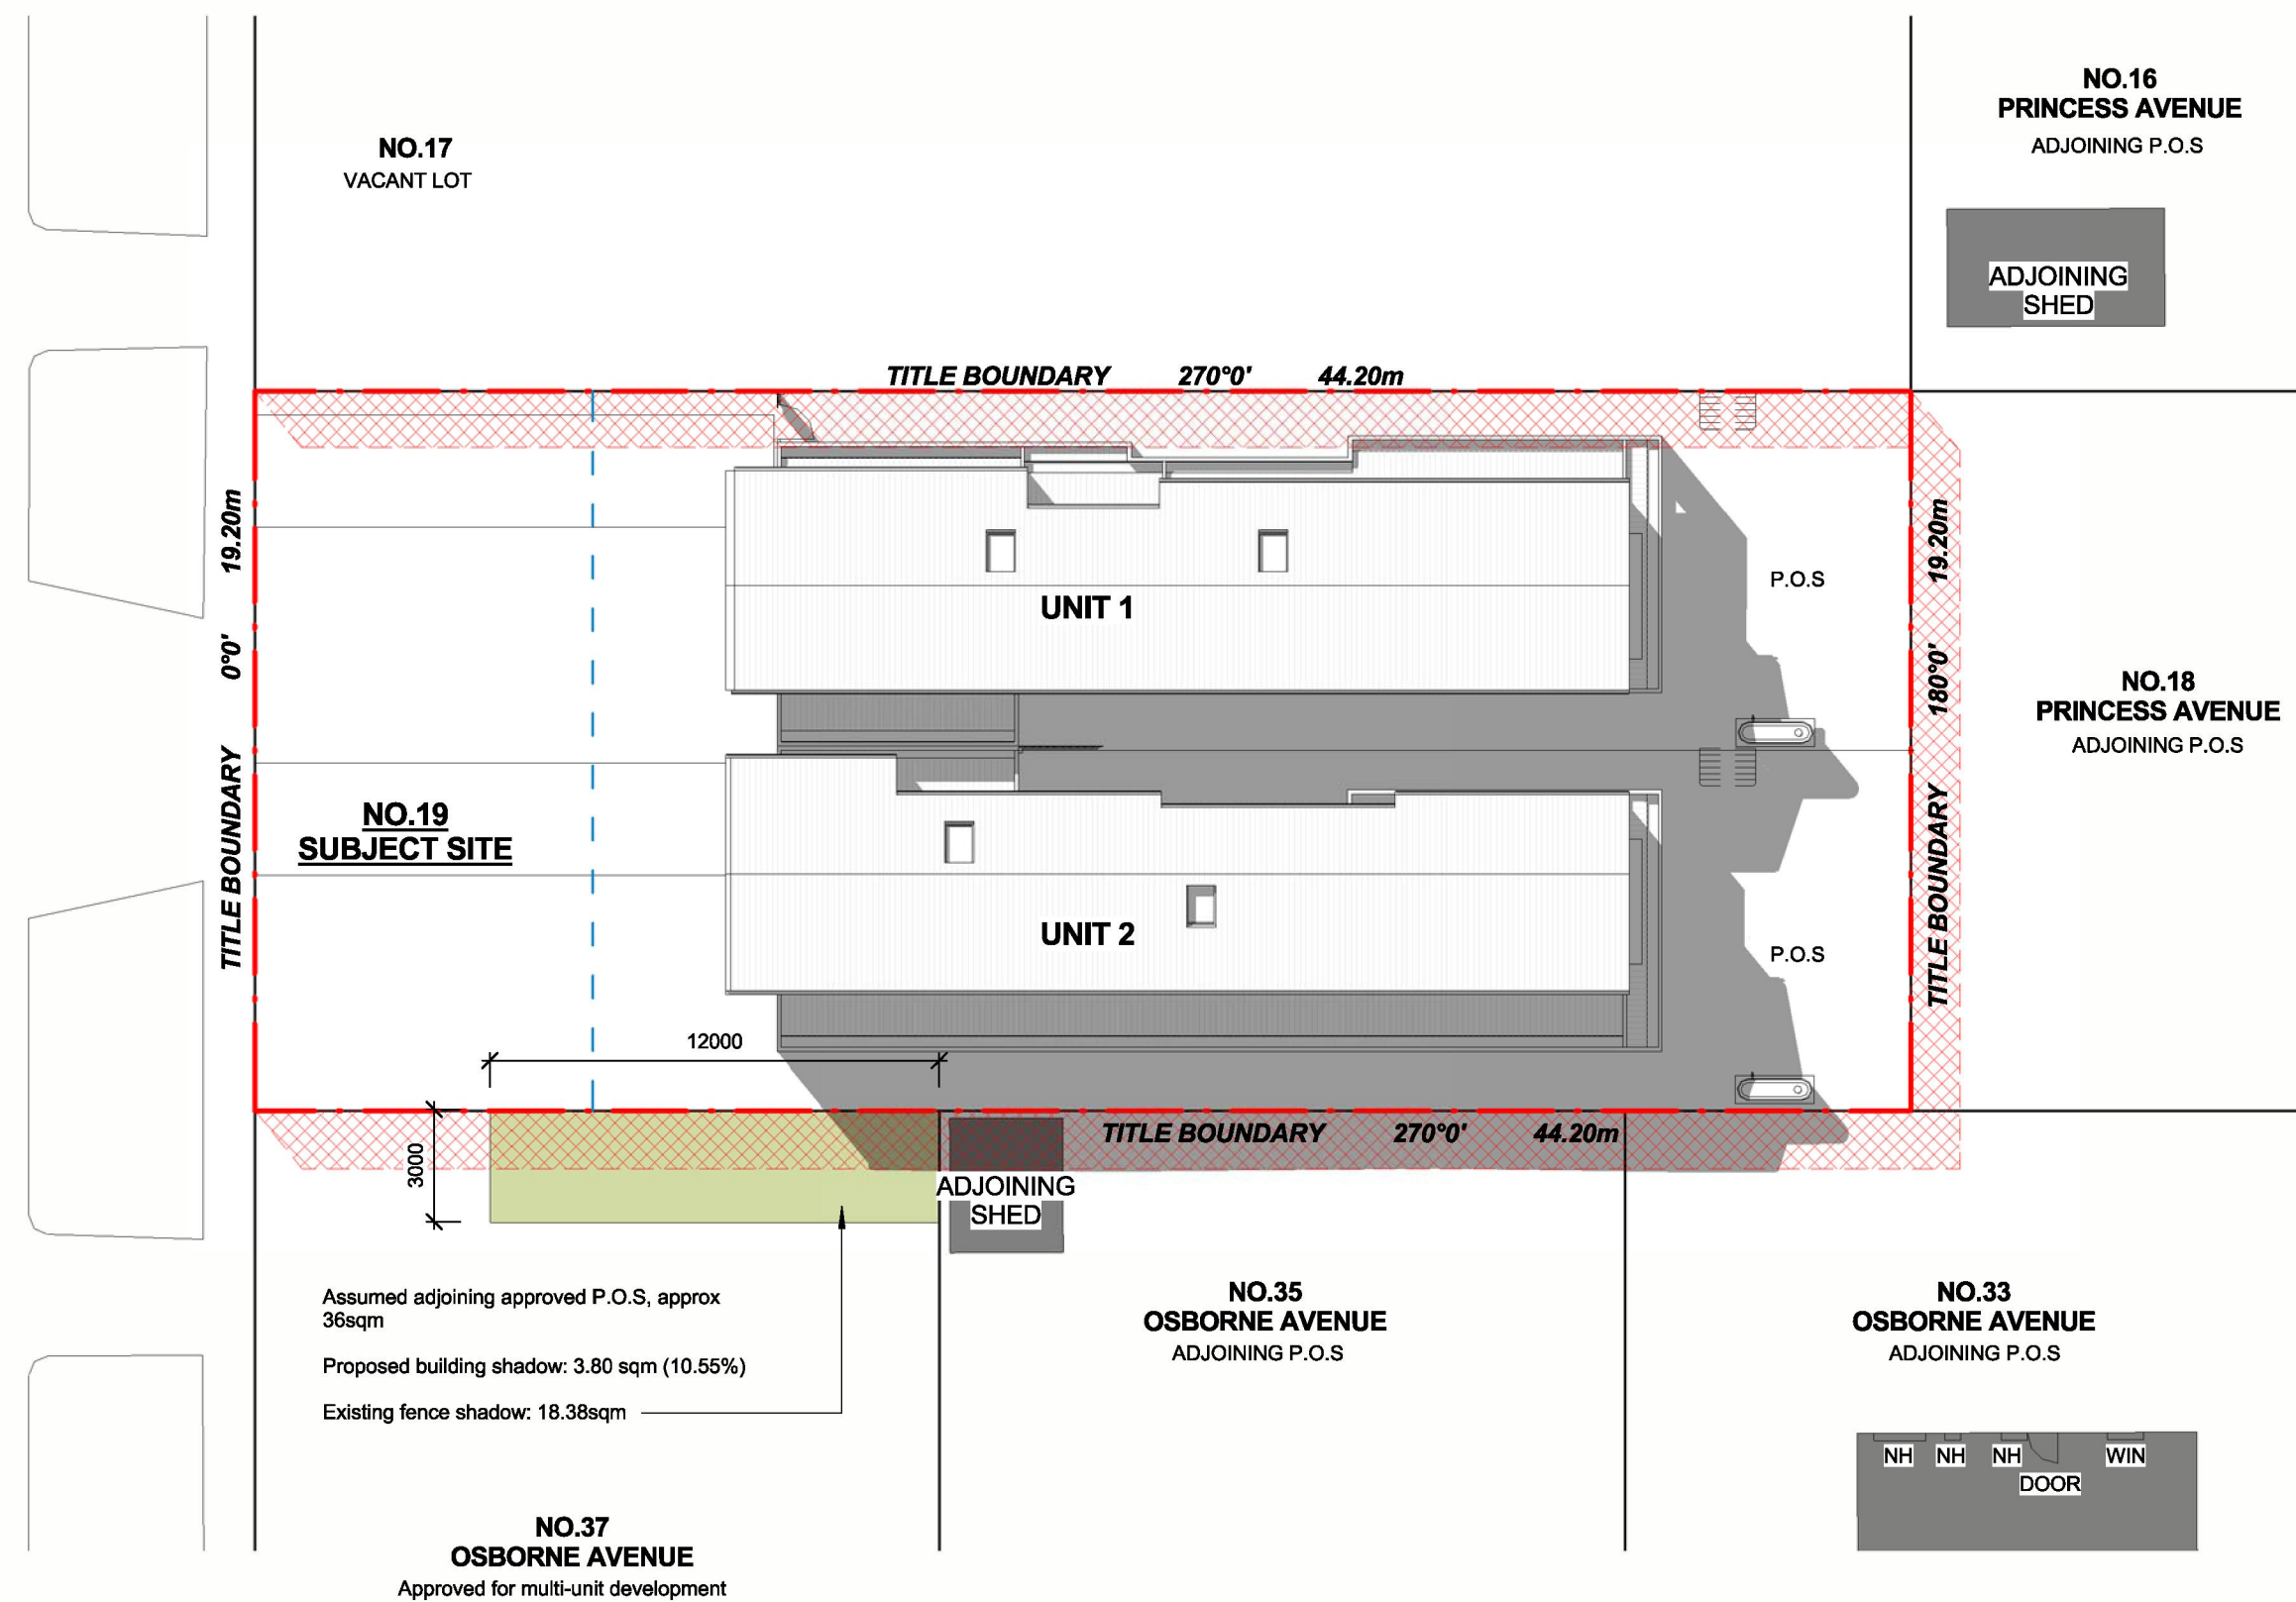 NO.16
PRINCESS AVENUE
ADJOINING P.O.S
NO.17
VACANT LOT
ADJOINING
SHED
TITLE BOUNDARY 270°0' 44.20m
TITLE BOUNDARY 0°0' 19.20m
TITLE BOUNDARY 180°0' 19.20m
P.O.S
UNIT 1
NO.18
PRINCESS AVENUE
ADJOINING P.O.S
NO.19
SUBJECT SITE
UNIT 2
P.O.S
12000
3000
TITLE BOUNDARY 270°0' 44.20m
ADJOINING
SHED
Assumed adjoining approved P.O.S, approx
36sqm
Proposed building shadow: 3.80 sqm (10.55%)
Existing fence shadow: 18.38sqm
NO.35
OSBORNE AVENUE
ADJOINING P.O.S
NO.33
OSBORNE AVENUE
ADJOINING P.O.S
NH NH NH WIN
DOOR
NO.37
OSBORNE AVENUE
Approved for multi-unit development